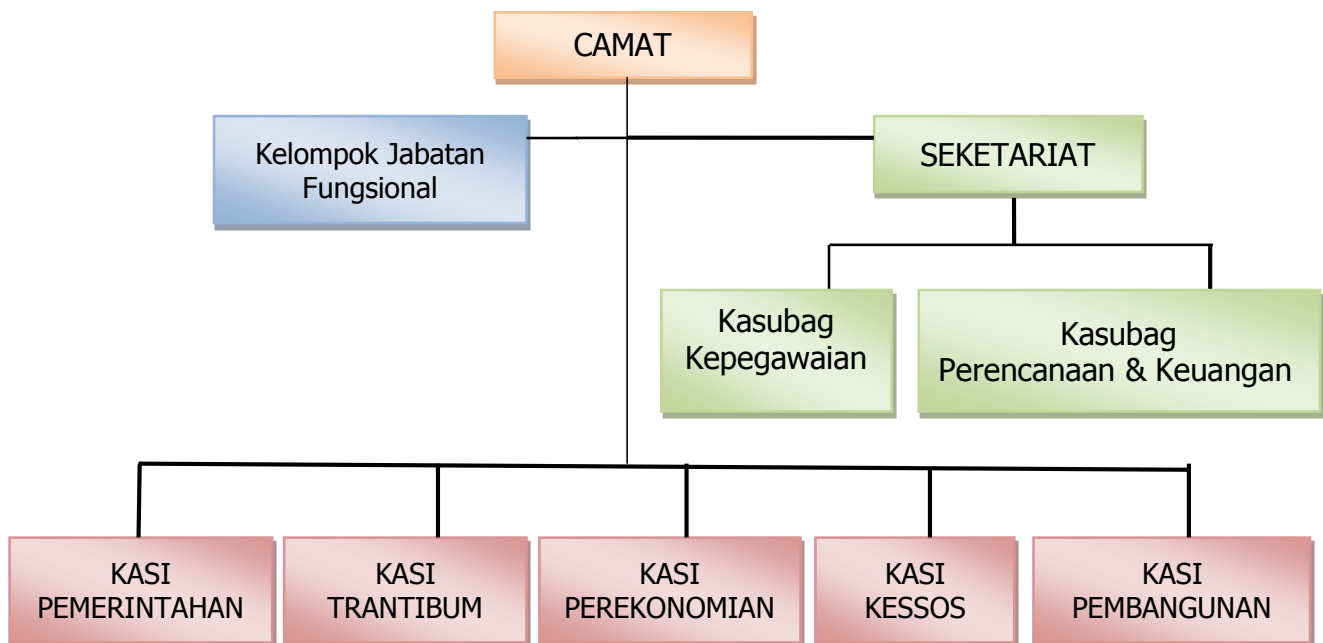 CAMAT
Kelompok Jabatan
Fungsional
SEKETARIAT
Kasubag
Kepegawaian
Kasubag
Perencanaan & Keuangan
KASI
PEMERINTAHAN
KASI
TRANTIBUM
KASI
PEREKONOMIAN
KASI
KESSOS
KASI
PEMBANGUNAN